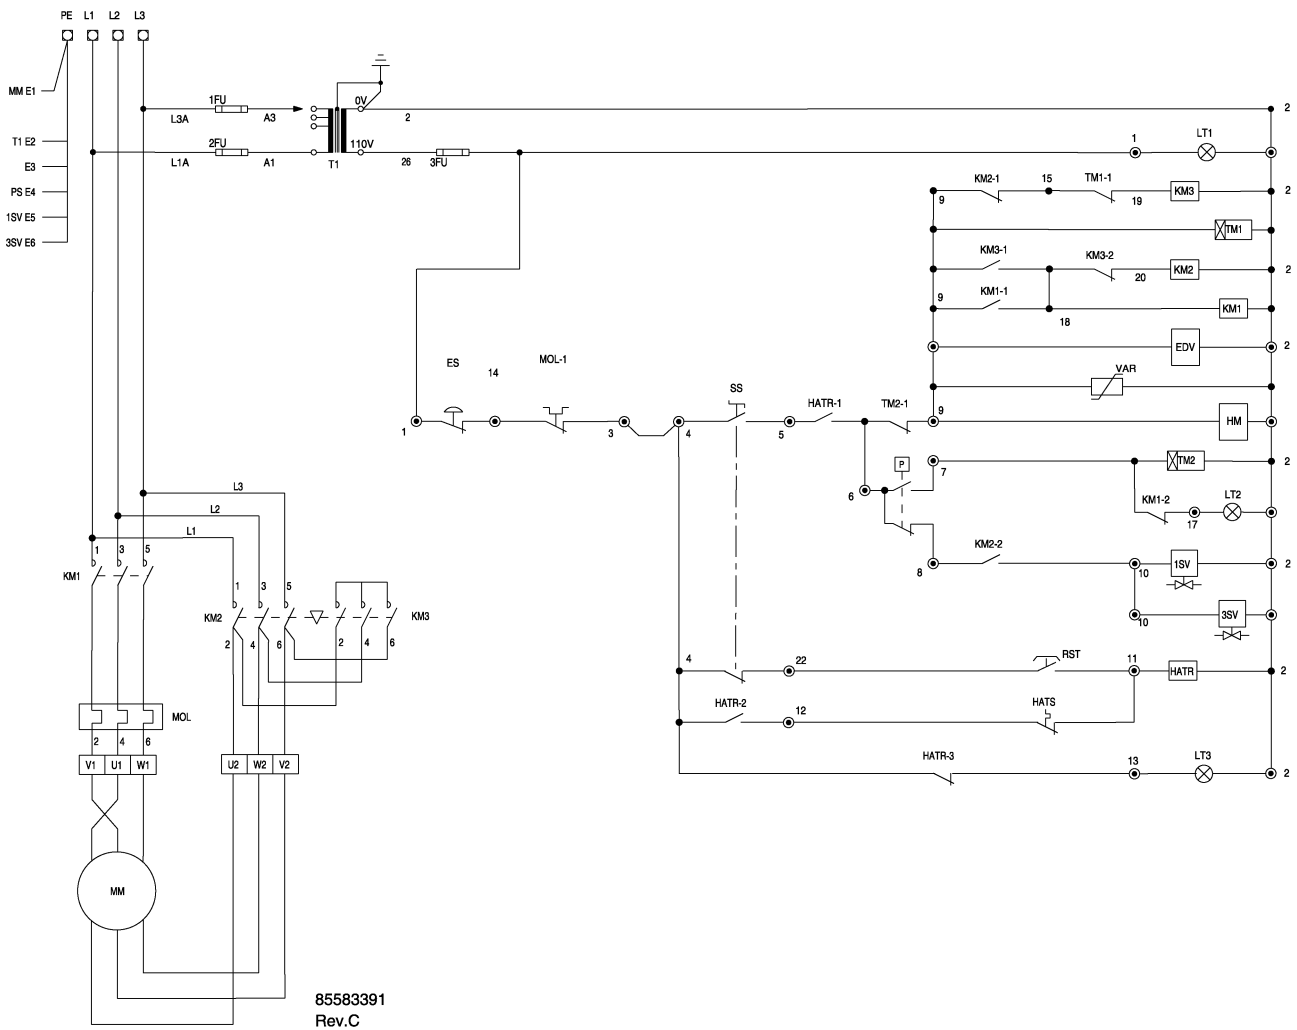 PE L1 L2 L3
MM E1
1FU
0V
L3A A3
2
2
T1 E2
2FU
110V
1
LT1
L1A A1
T1
26 3FU
E3
PS E4
1SV E5
3SV E6
KM2-1 15 TM1-1
KM3
2
9
19
TM1
KM3-1
KM3-2
KM2
2
20
9
KM1-1
KM1
18
EDV
2
ES
14
MOL-1
VAR
SS
HATR-1
TM2-1
9
HM
1
3
4
5
P
7
TM2
2
6
L3
KM1-2
LT2
L2
17
L1
1 3 5
KM2-2
8
10
1SV
2
KM1
1 3 5
KM2
KM3
10
3SV
2 4 6 2 4 6
4
22
RST
11
HATR
2
HATR-2
12
HATS
MOL
2 4 6
HATR-3
13
LT3
2
V1 U1 W1
U2 W2 V2
MM
85583391
Rev.C